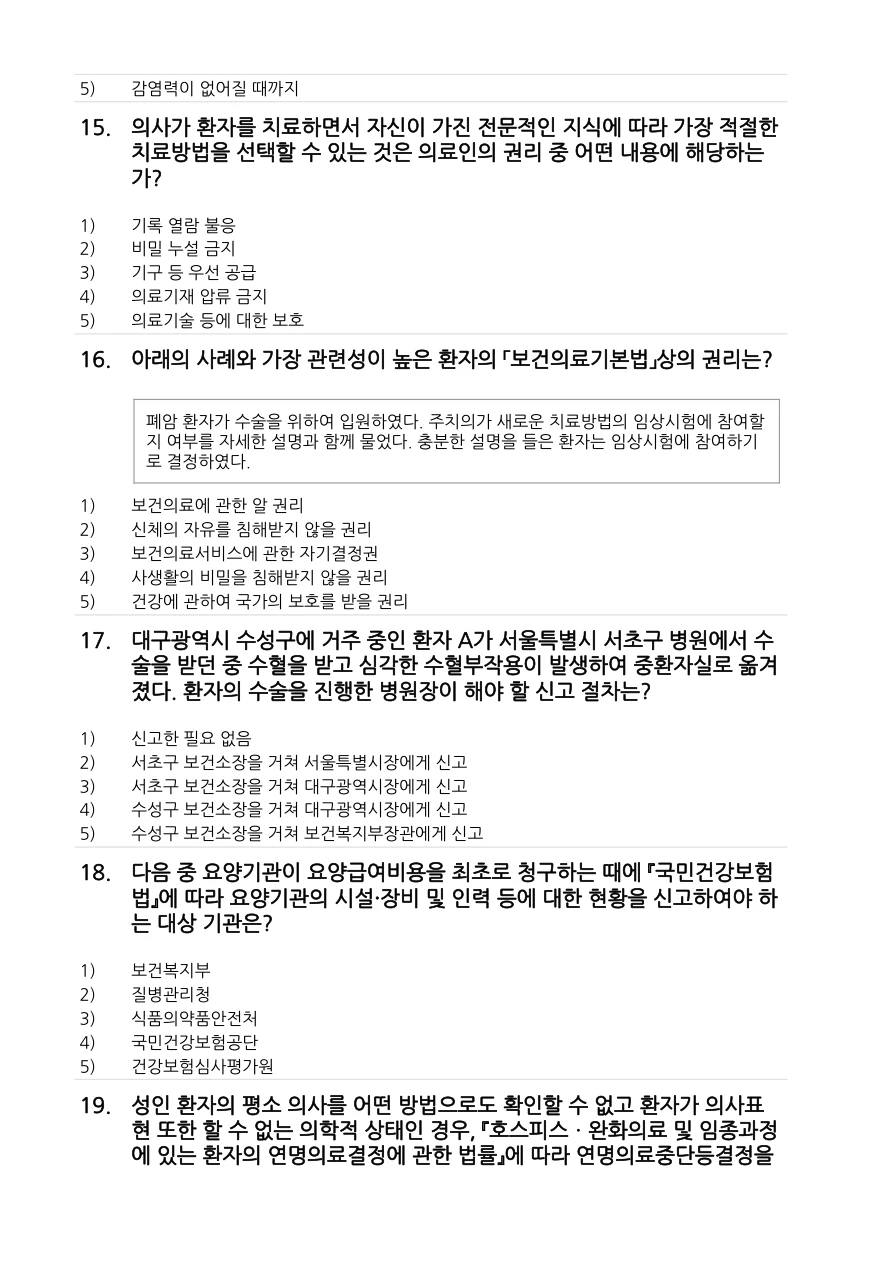 5) 감염력이 없어질 때까지
15. 의사가 환자를 치료하면서 자신이 가진 전문적인 지식에 따라 가장 적절한
치료방법을 선택할 수 있는 것은 의료인의 권리 중 어떤 내용에 해당하는
가?
1) 기록 열람 불응
2) 비밀 누설 금지
3) 기구 등 우선 공급
4) 의료기재 압류 금지
5) 의료기술 등에 대한 보호
16. 아래의 사례와 가장 관련성이 높은 환자의 「보건의료기본법」상의 권리는?
폐암 환자가 수술을 위하여 입원하였다. 주치의가 새로운 치료방법의 임상시험에 참여할
지 여부를 자세한 설명과 함께 물었다. 충분한 설명을 들은 환자는 임상시험에 참여하기
로 결정하였다.
1) 보건의료에 관한 알 권리
2) 신체의 자유를 침해받지 않을 권리
3) 보건의료서비스에 관한 자기결정권
4) 사생활의 비밀을 침해받지 않을 권리
5) 건강에 관하여 국가의 보호를 받을 권리
17. 대구광역시 수성구에 거주 중인 환자 A가 서울특별시 서초구 병원에서 수
술을 받던 중 수혈을 받고 심각한 수혈부작용이 발생하여 중환자실로 옮겨
졌다. 환자의 수술을 진행한 병원장이 해야 할 신고 절차는?
1) 신고한 필요 없음
2) 서초구 보건소장을 거쳐 서울특별시장에게 신고
3) 서초구 보건소장을 거쳐 대구광역시장에게 신고
4) 수성구 보건소장을 거쳐 대구광역시장에게 신고
5) 수성구 보건소장을 거쳐 보건복지부장관에게 신고
18. 다음 중 요양기관이 요양급여비용을 최초로 청구하는 때에 『국민건강보험
법』에 따라 요양기관의 시설·장비 및 인력 등에 대한 현황을 신고하여야 하
는 대상 기관은?
1) 보건복지부
2) 질병관리청
3) 식품의약품안전처
4) 국민건강보험공단
5) 건강보험심사평가원
19. 성인 환자의 평소 의사를 어떤 방법으로도 확인할 수 없고 환자가 의사표
현 또한 할 수 없는 의학적 상태인 경우, 『호스피스ㆍ완화의료 및 임종과정
에 있는 환자의 연명의료결정에 관한 법률』에 따라 연명의료중단등결정을